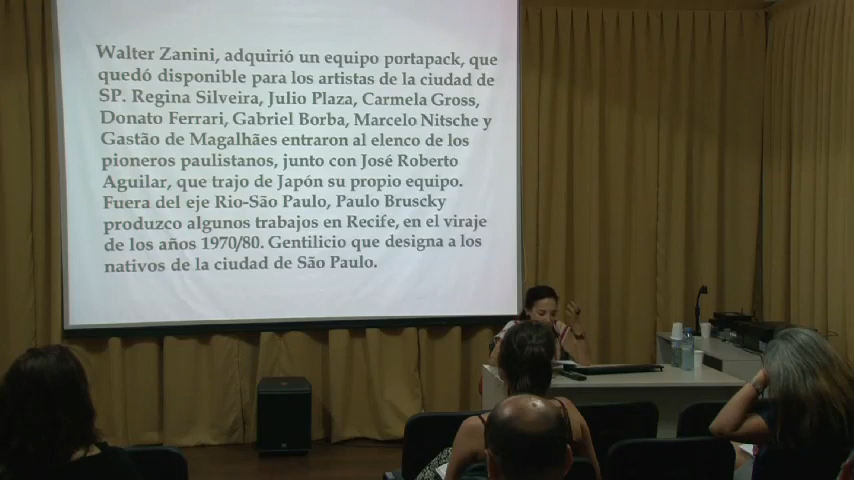 Walter Zanini, adquirió un equipo portapack, que
quedó disponible para los artistas de la ciudad de
SP. Regina Silveira, Julio Plaza, Carmela Gross,
Donato Ferrari, Gabriel Borba, Marcelo Nitsche y
Gastão de Magalhães entraron al elenco de los
pioneros paulistanos, junto con José Roberto
Aguilar, que trajo de Japón su propio equipo.
Fuera del eje Rio-São Paulo, Paulo Bruscky
produzco algunos trabajos en Recife, en el viraje
de los años 1970/80. Gentilicio que designa a los
nativos de la ciudad de São Paulo.